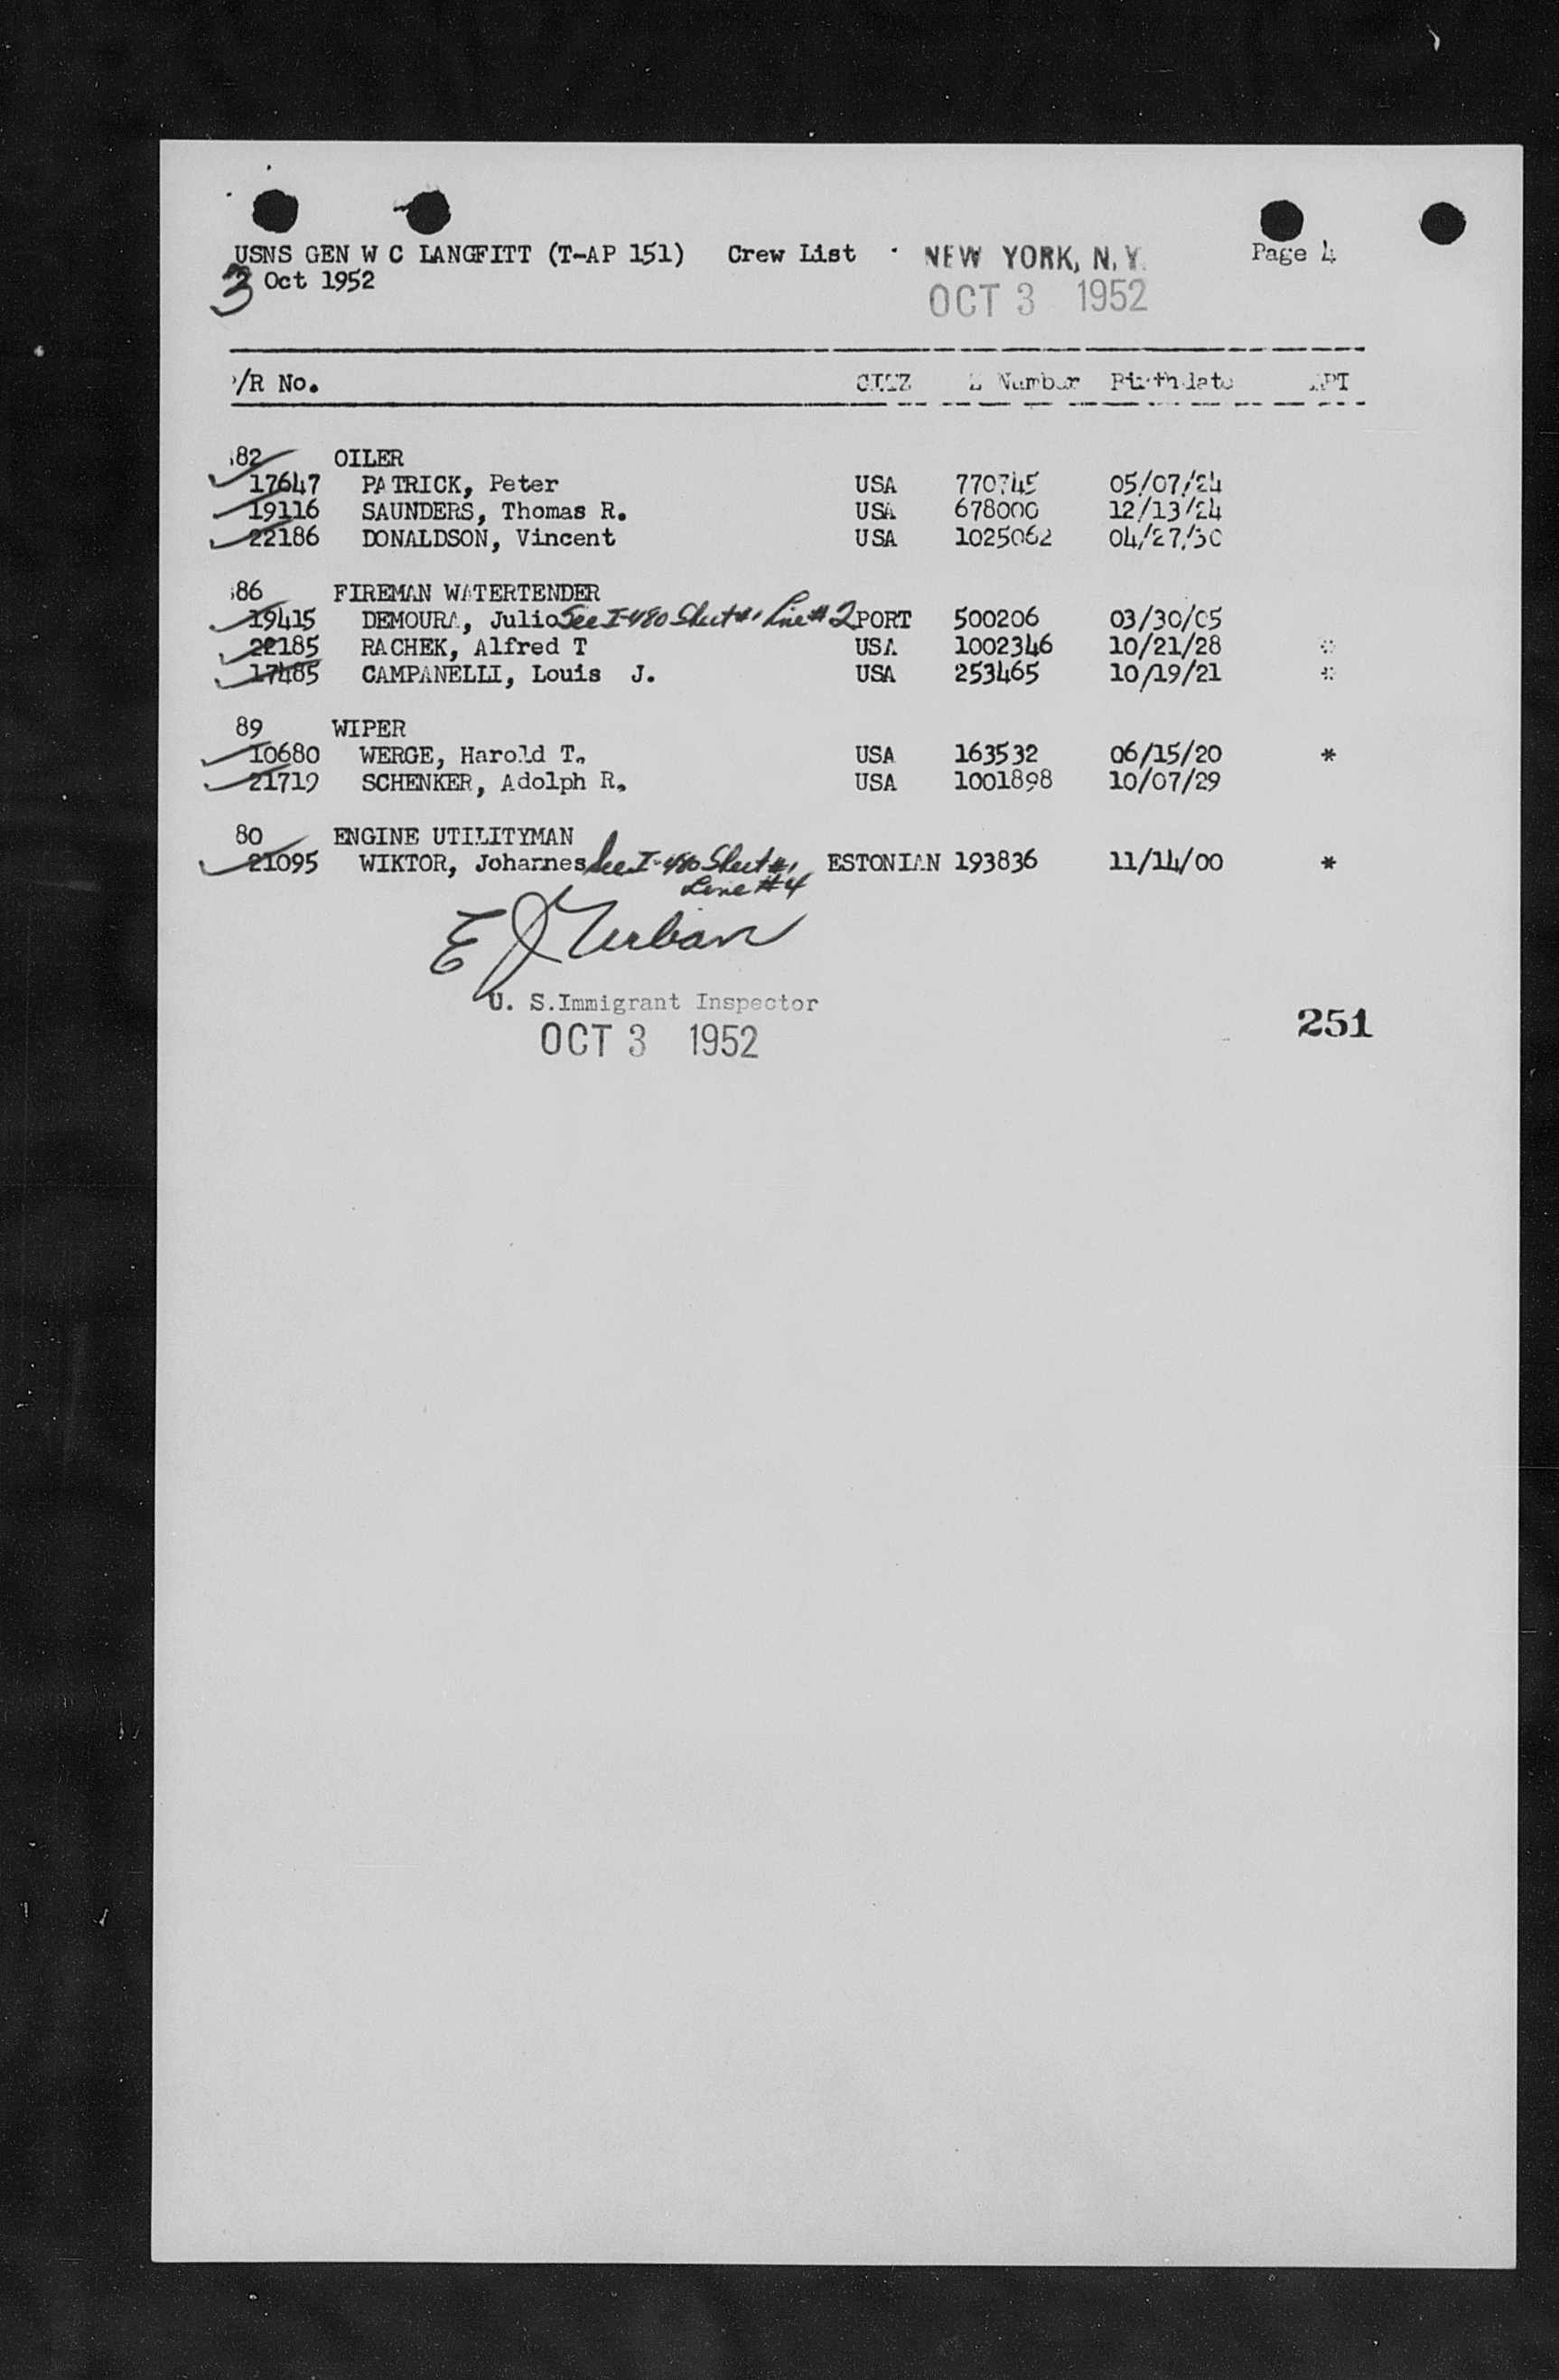 USNS GEN W C LANGFITT (T-AP 151) Crew List NEW YORK, N.Y. Page 4
3 Oct 1952 OCT 3 1952
/R No. CITZ Z Number Birthdate
82 OILER
17647 PATRICK, Peter USA 770745 05/07/24
19116 SAUNDERS, Thomas R. USA 678000 12/13/24
22186 DONALDSON, Vincent USA 1025062 04/27/30
86 FIREMAN WATERTENDER
19415 DEMOURA, Julio See I-480 Sheet #1 Line #2 PORT 500206 03/30/05
22185 RACHEK, Alfred T USA 1002346 10/21/28 *
17485 CAMPANELLI, Louis J. USA 253465 10/19/21 *
89 WIPER
10680 WERGE, Harold T. USA 163532 06/15/20 *
21719 SCHENKER, Adolph R. USA 1001898 10/07/29
80 ENGINE UTILITYMAN
21095 WIKTOR, Johannes See I-480 Sheet #1 ESTONIAN 193836 11/14/00 *
Line #4
E J Urban
U. S. Immigrant Inspector
OCT 3 1952
251